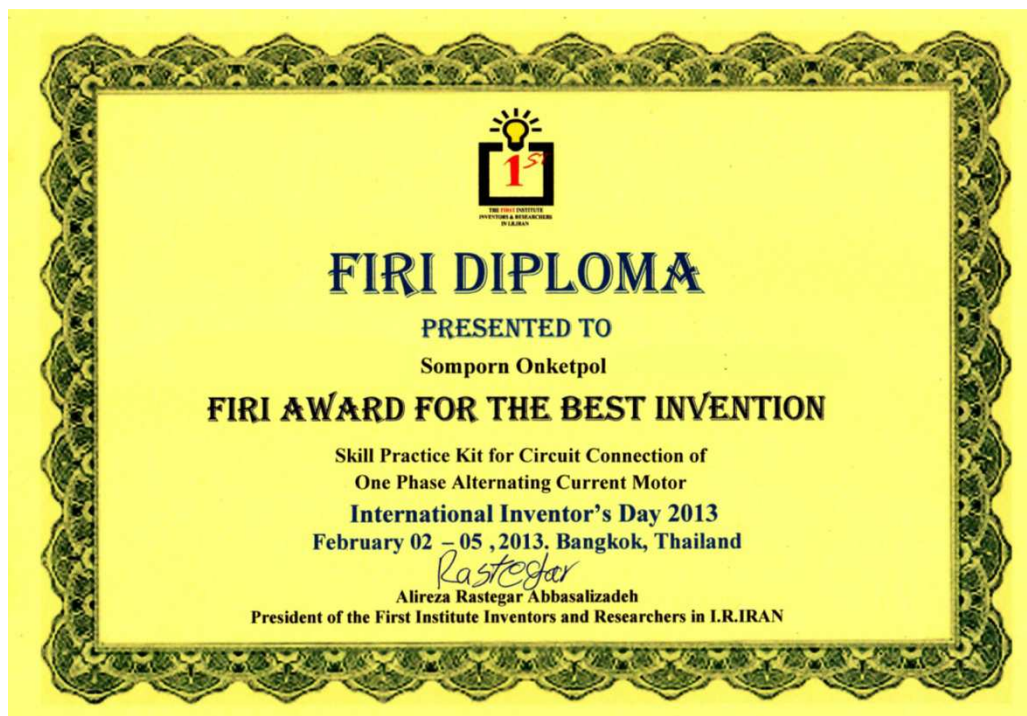 1st
THE FIRST INSTITUTE
INVENTORS & RESEARCHERS
IN I.R.IRAN
FIRI DIPLOMA
PRESENTED TO
Somporn Onketpol
FIRI AWARD FOR THE BEST INVENTION
Skill Practice Kit for Circuit Connection of
One Phase Alternating Current Motor
International Inventor's Day 2013
February 02 – 05 , 2013. Bangkok, Thailand
Rastegar
Alireza Rastegar Abbasalizadeh
President of the First Institute Inventors and Researchers in I.R.IRAN